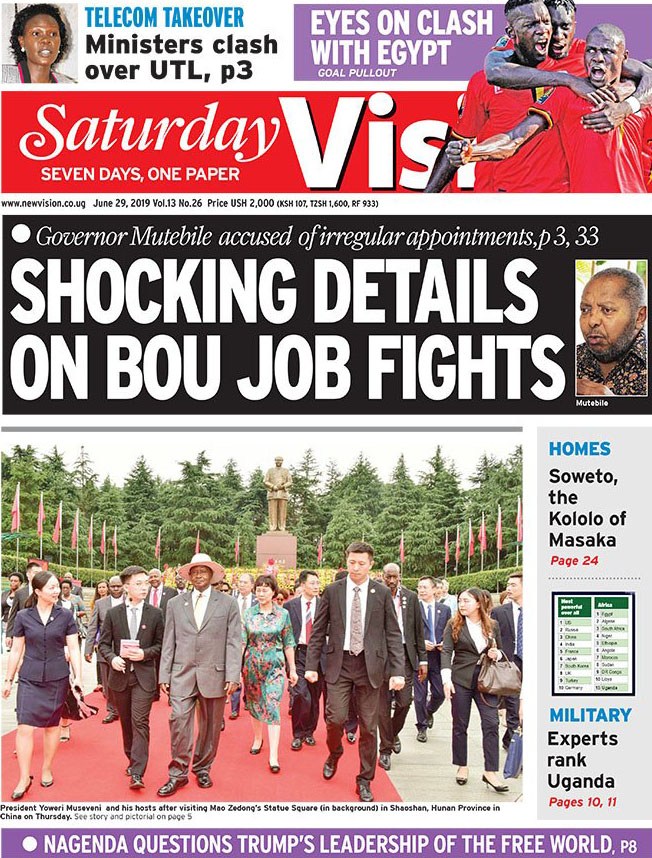 TELECOM TAKEOVER
Ministers clash
over UTL, p3
EYES ON CLASH
WITH EGYPT
GOAL PULLOUT
Saturday Visi
SEVEN DAYS, ONE PAPER
www.newvision.co.ug June 29, 2019 Vol.13 No.26 Price USH 2,000 (KSH 107, TZSH 1,600, RF 933)
● Governor Mutebile accused of irregular appointments,p 3, 33
SHOCKING DETAILS
ON BOU JOB FIGHTS
Mutebile
HOMES
Soweto,
the
Kololo of
Masaka
Page 24
Most
powerful
over all
1 US
2 Russia
3 China
4 India
5 France
6 Japan
7 South Korea
8 UK
9 Turkey
10 Germany
Africa
1 Egypt
2 Algeria
3 South Africa
4 Niger
5 Ethiopia
6 Angola
7 Morocco
8 Sudan
9 DR Congo
10 Libya
10 Uganda
MILITARY
Experts
rank
Uganda
Pages 10, 11
President Yoweri Museveni and his hosts after visiting Mao Zedong's Statue Square (in background) in Shaoshan, Hunan Province in
China on Thursday. See story and pictorial on page 5
● NAGENDA QUESTIONS TRUMP'S LEADERSHIP OF THE FREE WORLD, P8